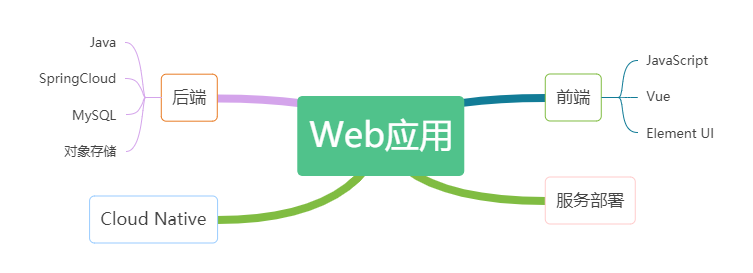 Web应用
后端
Java
SpringCloud
MySQL
对象存储
Cloud Native
前端
JavaScript
Vue
Element UI
服务部署